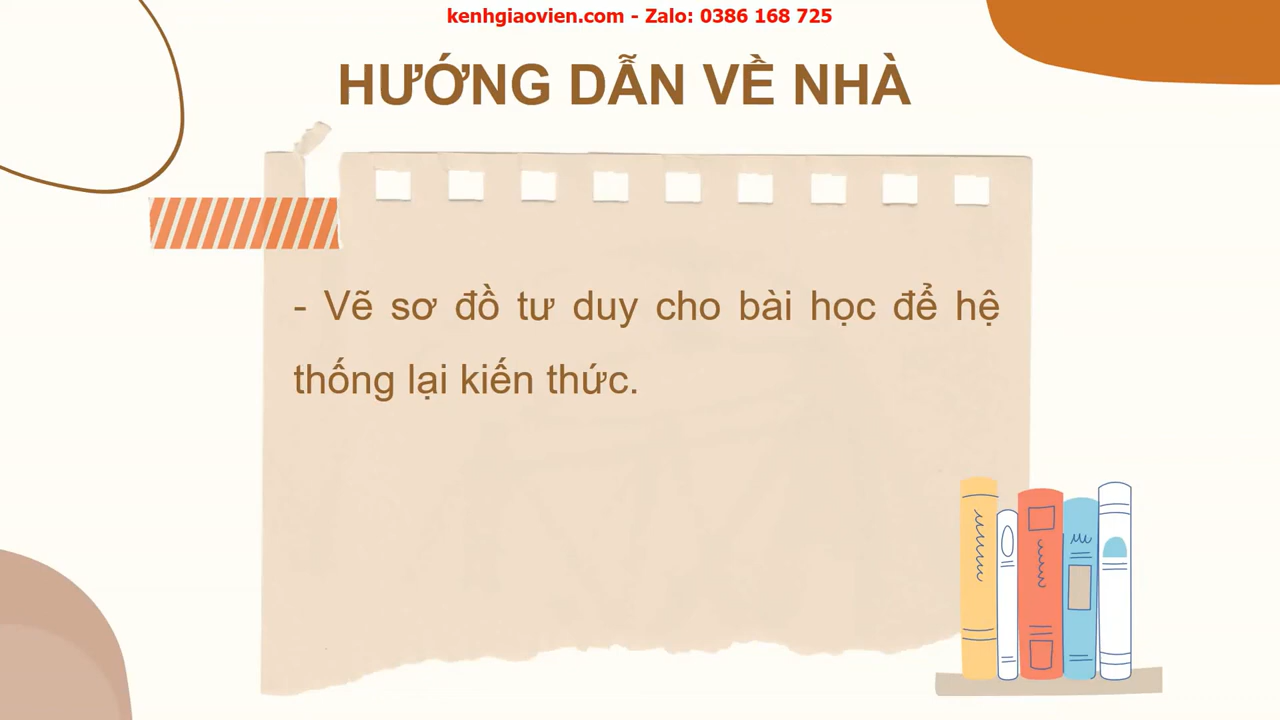 kenhgiaovien.com - Zalo: 0386 168 725
HƯỚNG DẪN VỀ NHÀ
- Vẽ sơ đồ tư duy cho bài học để hệ
thống lại kiến thức.